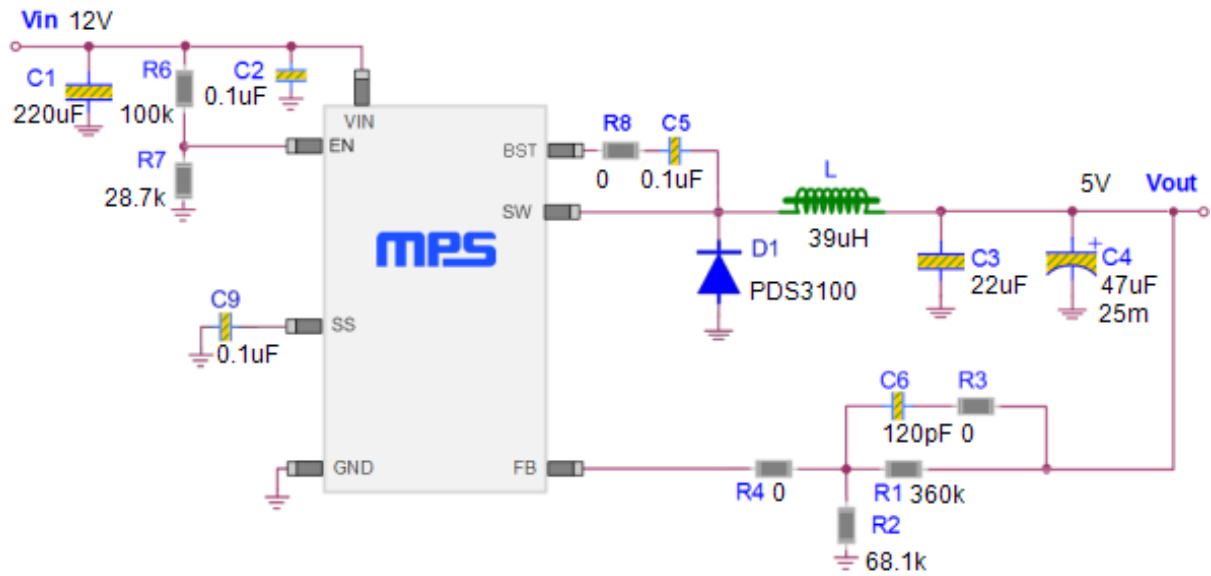 Vin 12V
C1
220uF
R6
100k
C2
0.1uF
R7
28.7k
VIN
EN
BST
R8
0
C5
0.1uF
SW
MPS
L
39uH
5V Vout
D1
PDS3100
C3
22uF
+
C4
47uF
25m
C9
0.1uF
SS
C6
120pF
R3
0
GND
FB
R4 0
R1 360k
R2
68.1k